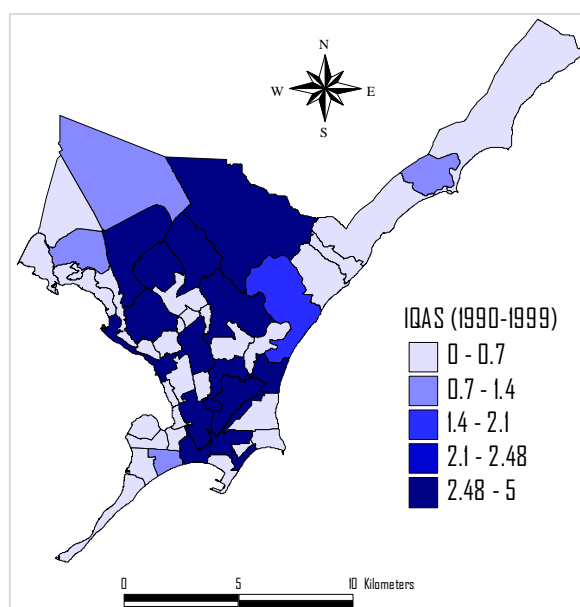 N
W E
S
IQAS (1990-1999)
0 - 0.7
0.7 - 1.4
1.4 - 2.1
2.1 - 2.48
2.48 - 5
0 5 10 Kilometers